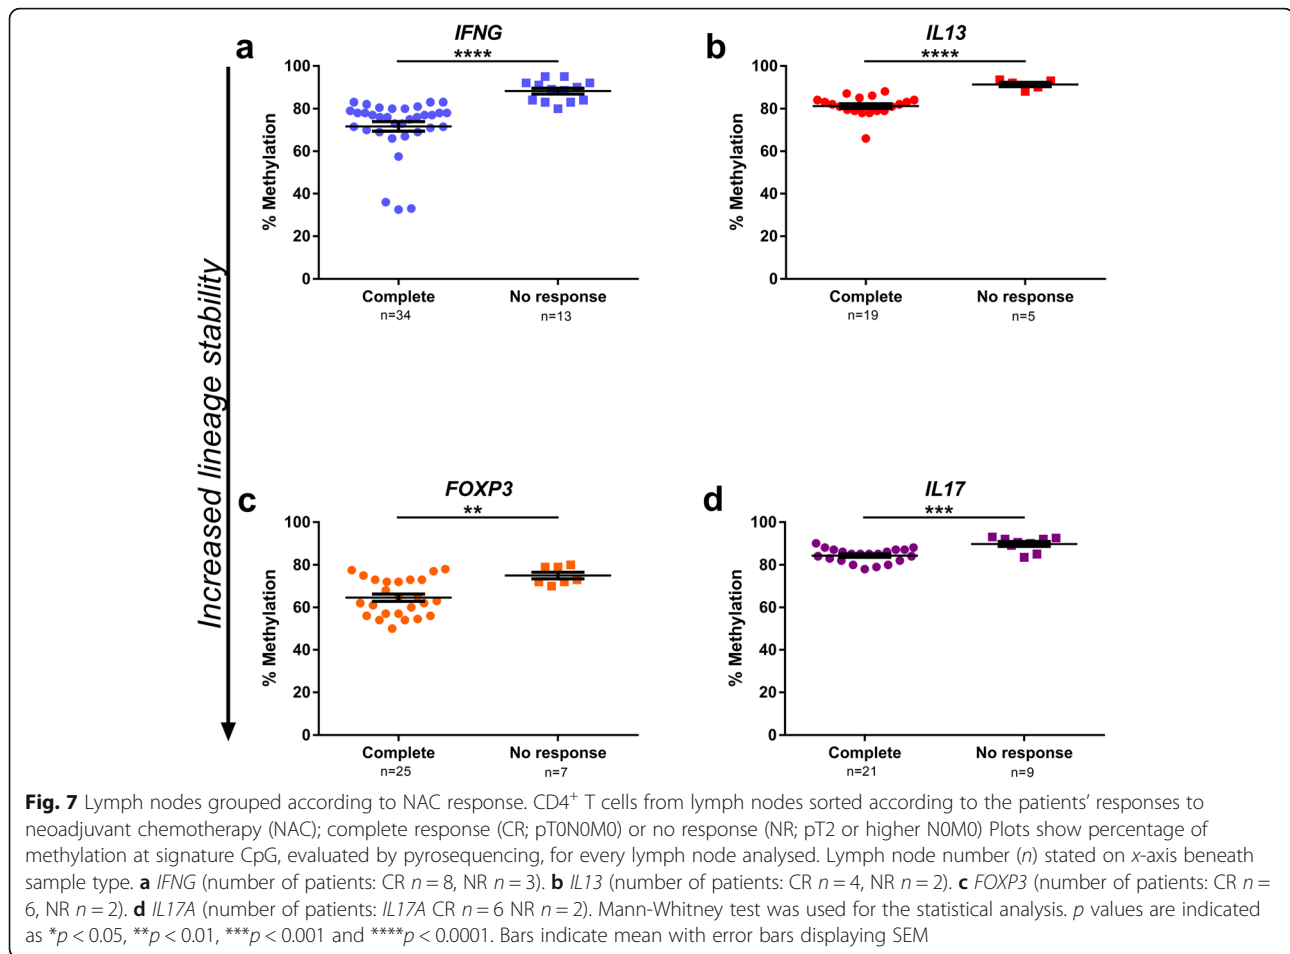 Increased lineage stability
a
IFNG
****
% Methylation
100
80
60
40
20
0
Complete
No response
n=34
n=13
b
IL13
****
% Methylation
100
80
60
40
20
0
Complete
No response
n=19
n=5
c
FOXP3
**
% Methylation
100
80
60
40
20
0
Complete
No response
n=25
n=7
d
IL17
***
% Methylation
100
80
60
40
20
0
Complete
No response
n=21
n=9
Fig. 7 Lymph nodes grouped according to NAC response. CD4⁺ T cells from lymph nodes sorted according to the patients’ responses to
neoadjuvant chemotherapy (NAC); complete response (CR; pT0N0M0) or no response (NR; pT2 or higher N0M0) Plots show percentage of
methylation at signature CpG, evaluated by pyrosequencing, for every lymph node analysed. Lymph node number (n) stated on x-axis beneath
sample type. a IFNG (number of patients: CR n = 8, NR n = 3). b IL13 (number of patients: CR n = 4, NR n = 2). c FOXP3 (number of patients: CR n =
6, NR n = 2). d IL17A (number of patients: IL17A CR n = 6 NR n = 2). Mann-Whitney test was used for the statistical analysis. p values are indicated
as *p < 0.05, **p < 0.01, ***p < 0.001 and ****p < 0.0001. Bars indicate mean with error bars displaying SEM